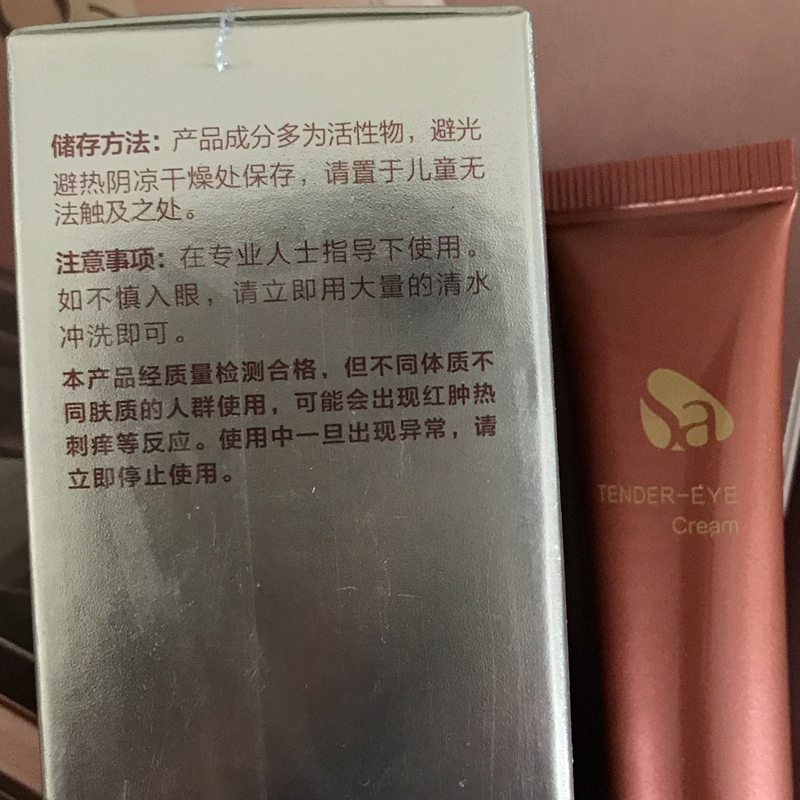 储存方法：产品成分多为活性物，避光
避热阴凉干燥处保存，请置于儿童无
法触及之处。
注意事项：在专业人士指导下使用。
如不慎入眼，请立即用大量的清水
冲洗即可。
本产品经质量检测合格，但不同体质不
同肤质的人群使用，可能会出现红肿热
刺痒等反应。使用中一旦出现异常，请
立即停止使用。
Sa
TENDER-EYE
Cream